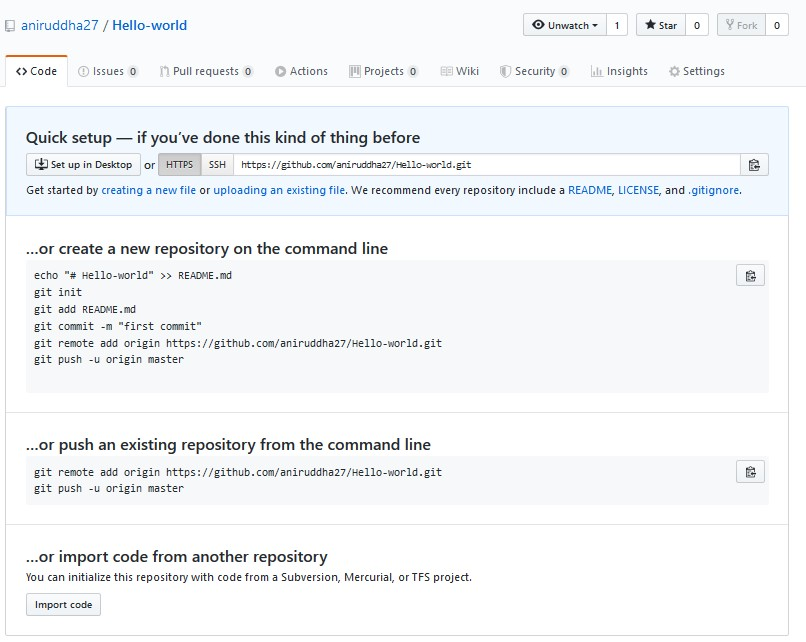 aniruddha27 / Hello-world
Unwatch 1 Star 0 Fork 0
<> Code Issues 0 Pull requests 0 Actions Projects 0 Wiki Security 0 Insights Settings
Quick setup — if you’ve done this kind of thing before
Set up in Desktop or HTTPS SSH https://github.com/aniruddha27/Hello-world.git
Get started by creating a new file or uploading an existing file. We recommend every repository include a README, LICENSE, and .gitignore.
…or create a new repository on the command line
echo "# Hello-world" >> README.md
git init
git add README.md
git commit -m "first commit"
git remote add origin https://github.com/aniruddha27/Hello-world.git
git push -u origin master
…or push an existing repository from the command line
git remote add origin https://github.com/aniruddha27/Hello-world.git
git push -u origin master
…or import code from another repository
You can initialize this repository with code from a Subversion, Mercurial, or TFS project.
Import code